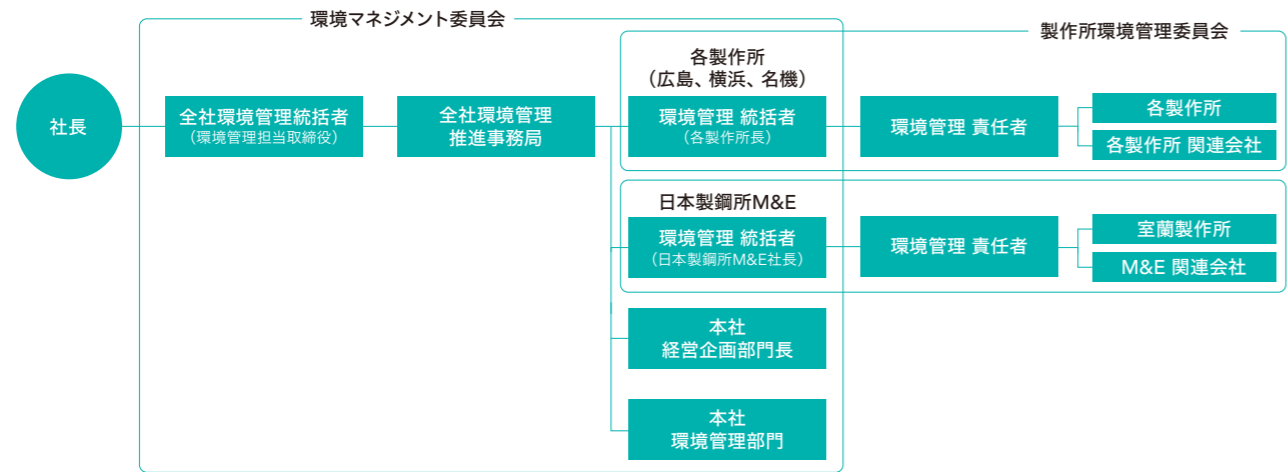 環境マネジメント委員会
製作所環境管理委員会
社長
全社環境管理統括者
（環境管理担当取締役）
全社環境管理
推進事務局
各製作所
（広島、横浜、名機）
環境管理 統括者
（各製作所長）
環境管理 責任者
各製作所
各製作所 関連会社
日本製鋼所M&E
環境管理 統括者
（日本製鋼所M&E社長）
環境管理 責任者
室蘭製作所
M&E 関連会社
本社
経営企画部門長
本社
環境管理部門